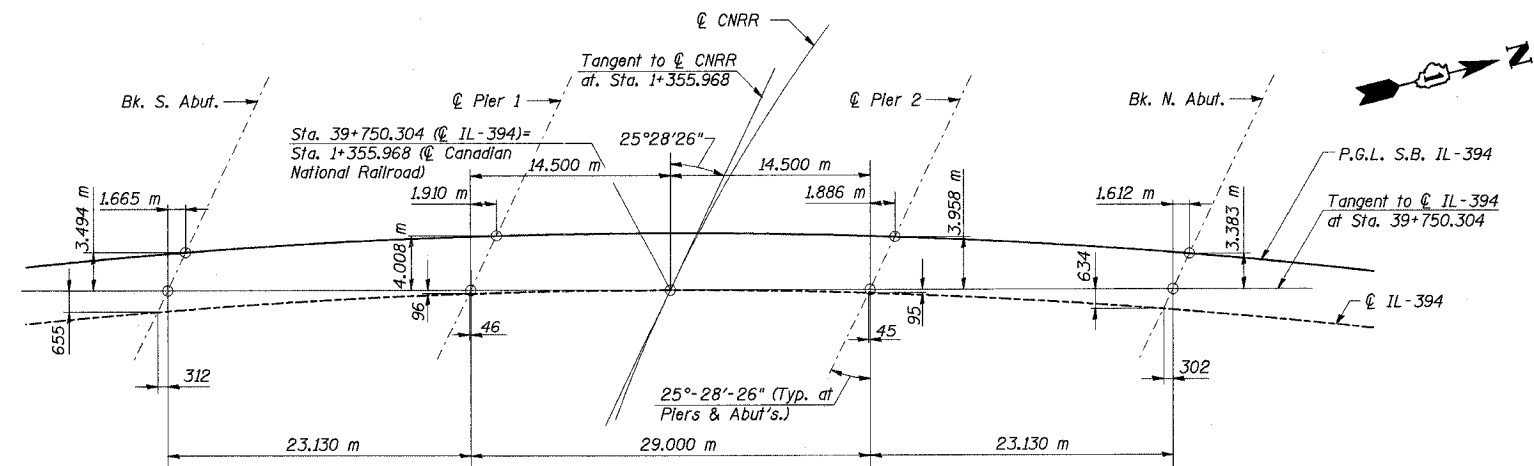 ℄ CNRR
Tangent to ℄ CNRR
at. Sta. 1+355.968
Bk. S. Abut.
℄ Pier 1
℄ Pier 2
Bk. N. Abut.
N
1
Sta. 39+750.304 (℄ IL-394)=
Sta. 1+355.968 (℄ Canadian
National Railroad)
25°28'26"
14.500 m
14.500 m
P.G.L. S.B. IL-394
1.665 m
1.910 m
1.886 m
1.612 m
3.494 m
4.008 m
3.958 m
3.383 m
Tangent to ℄ IL-394
at Sta. 39+750.304
634
655
96
46
45
95
℄ IL-394
312
302
25°-28'-26" (Typ. at
Piers & Abut's.)
23.130 m
29.000 m
23.130 m